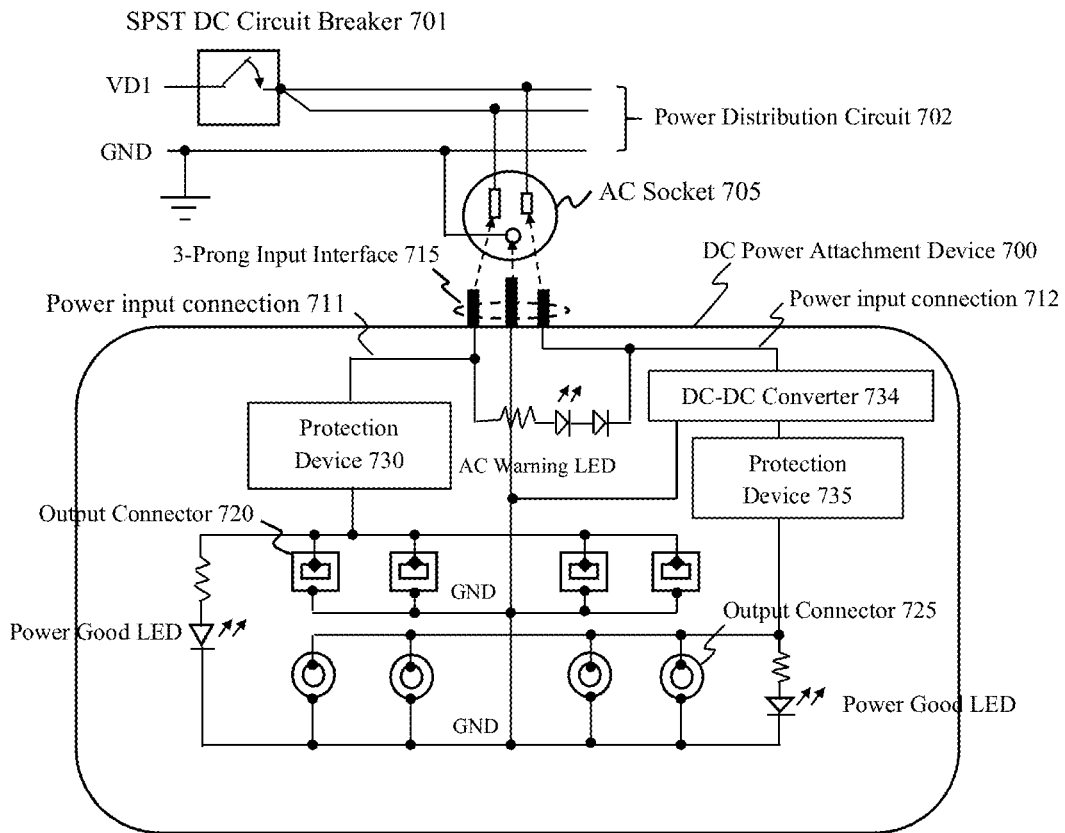 SPST DC Circuit Breaker 701
VD1
Power Distribution Circuit 702
GND
AC Socket 705
3-Prong Input Interface 715
DC Power Attachment Device 700
Power input connection 711
Power input connection 712
DC-DC Converter 734
Protection
Device 730
AC Warning LED
Protection
Device 735
Output Connector 720
GND
Output Connector 725
Power Good LED
Power Good LED
GND